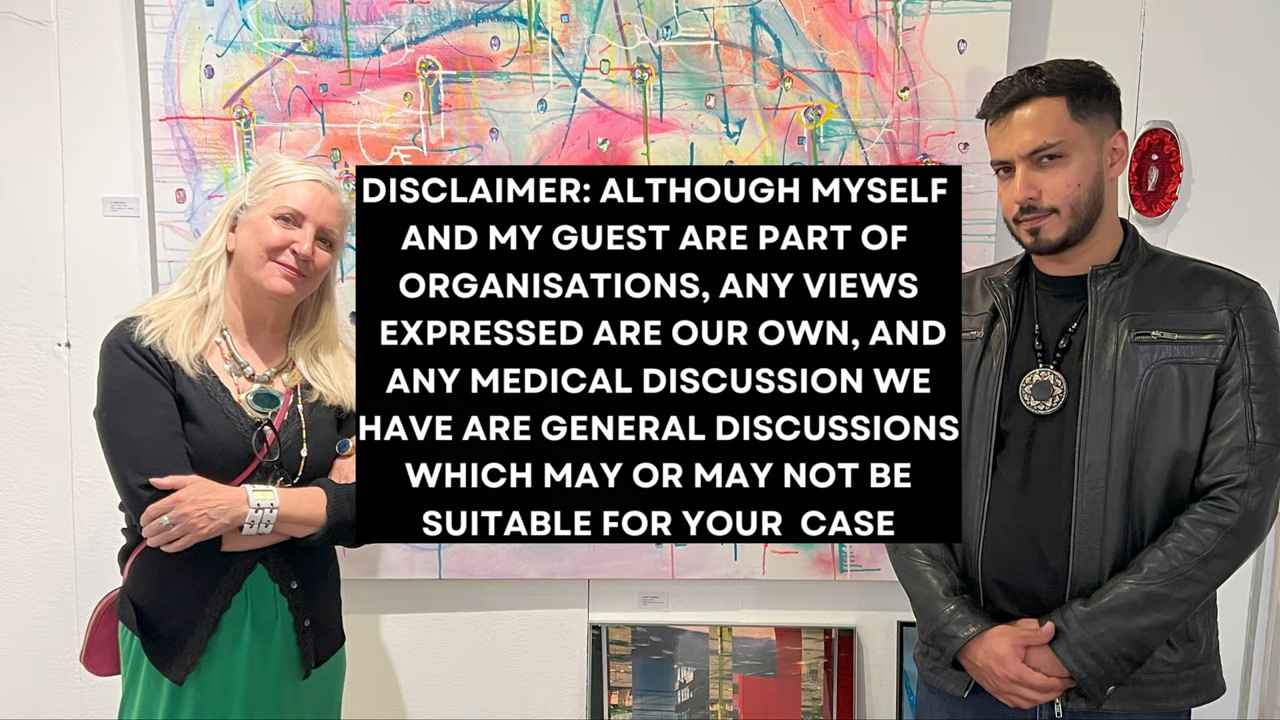 DISCLAIMER: ALTHOUGH MYSELF
AND MY GUEST ARE PART OF
ORGANISATIONS, ANY VIEWS
EXPRESSED ARE OUR OWN, AND
ANY MEDICAL DISCUSSION WE
HAVE ARE GENERAL DISCUSSIONS
WHICH MAY OR MAY NOT BE
SUITABLE FOR YOUR CASE